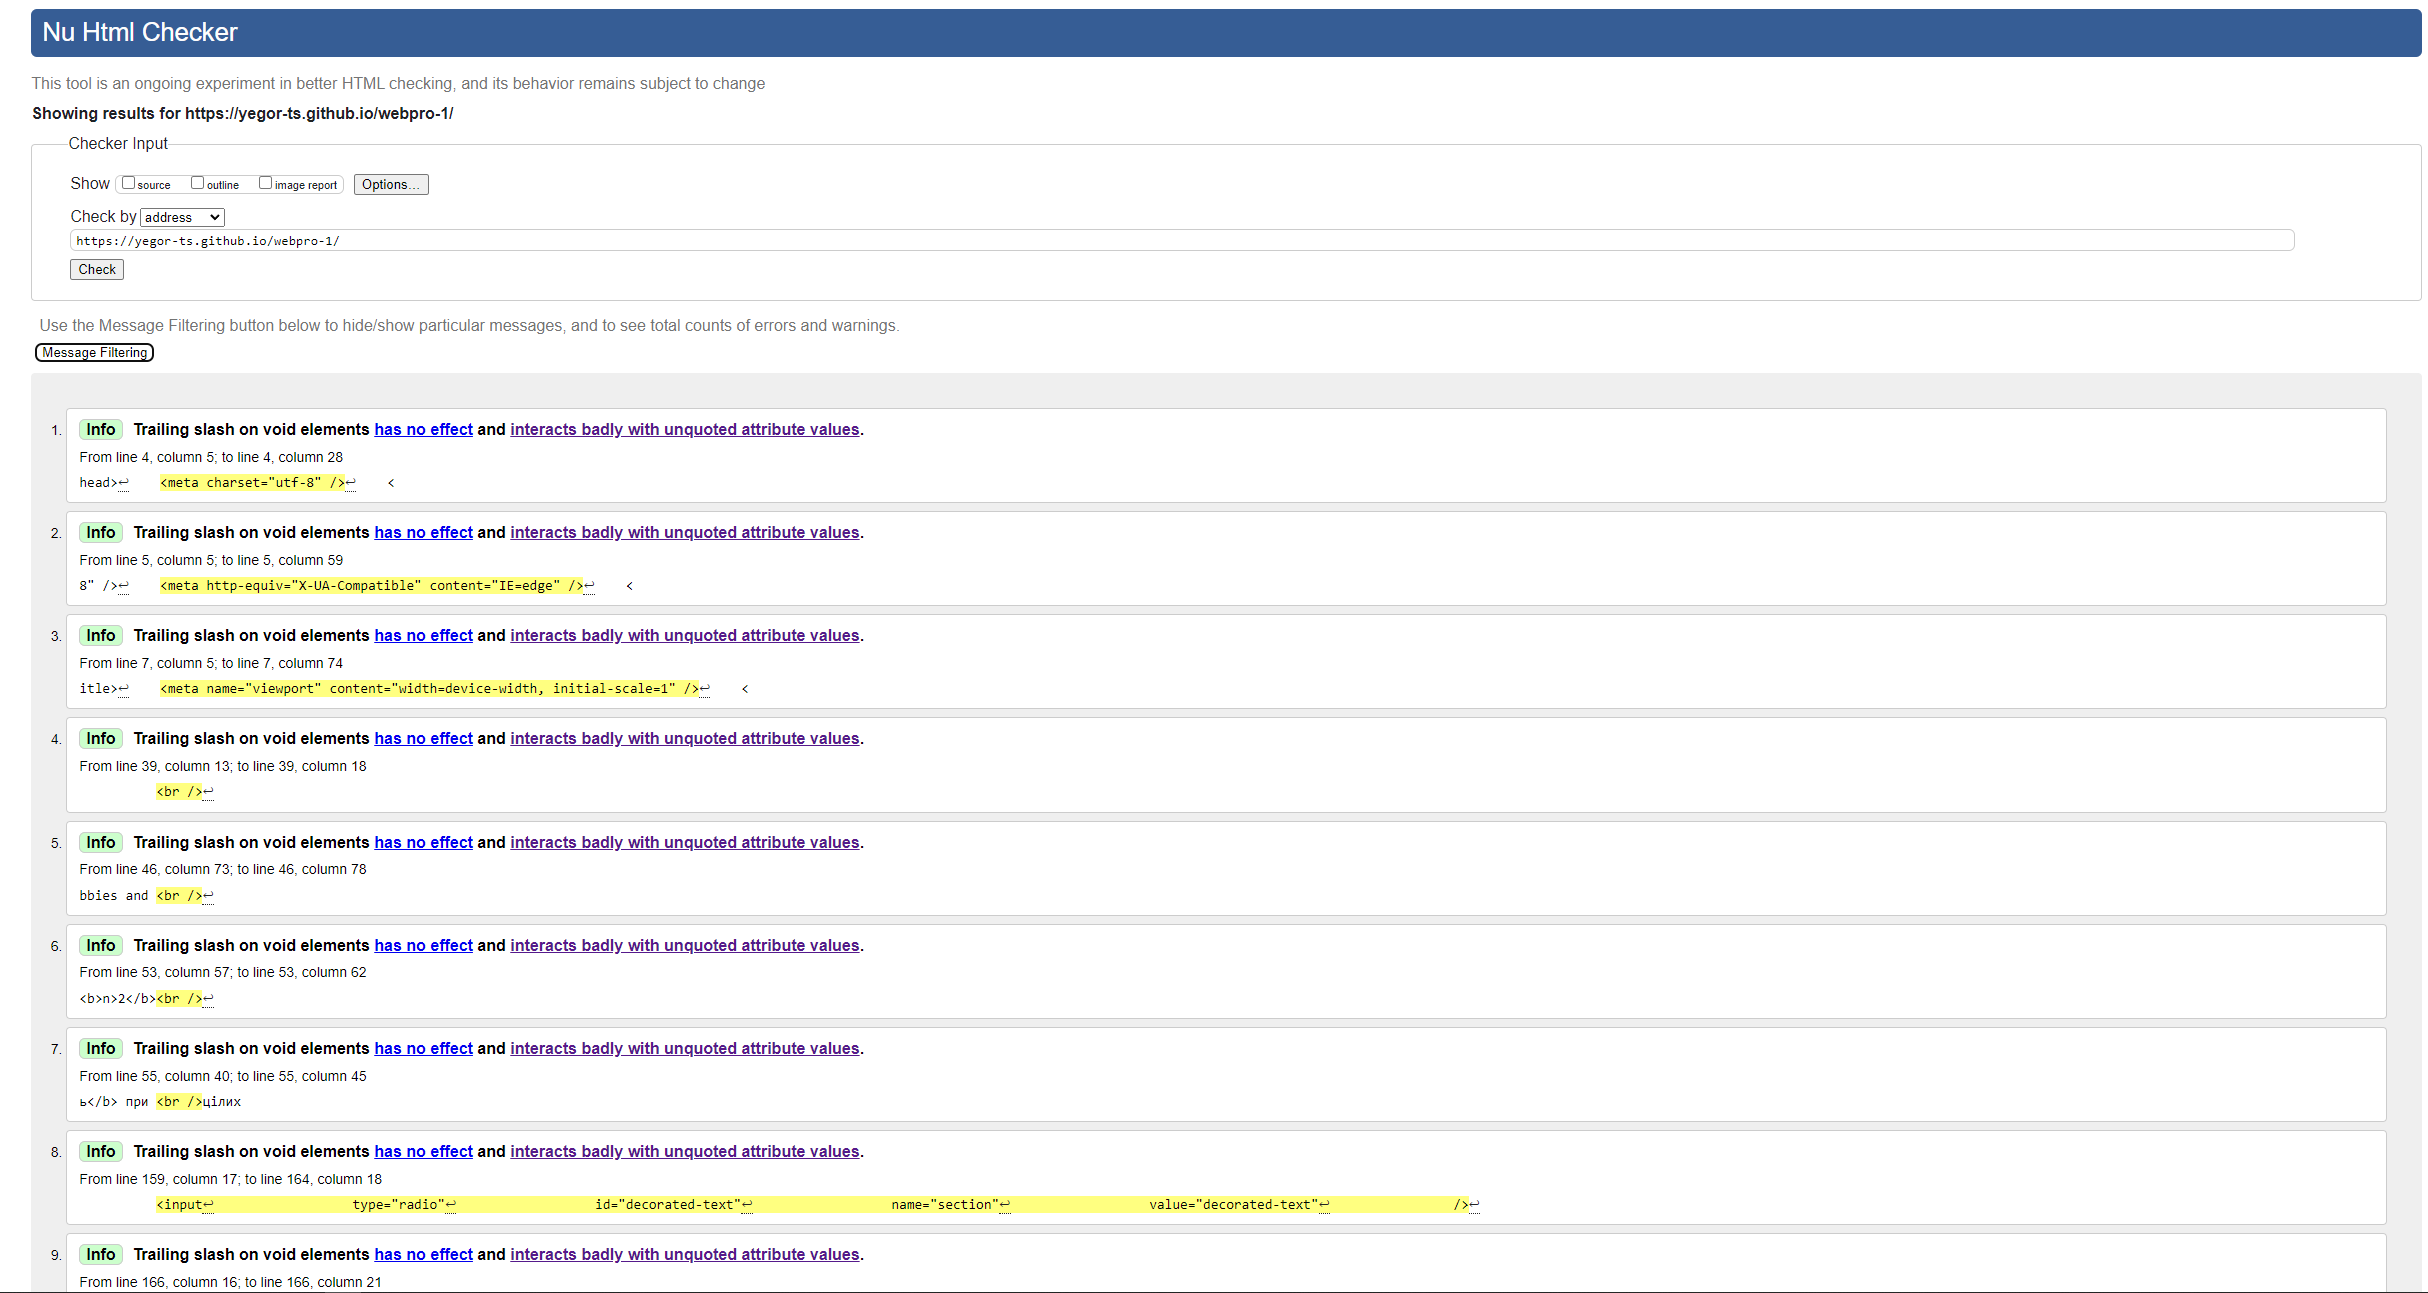 Nu Html Checker
This tool is an ongoing experiment in better HTML checking, and its behavior remains subject to change
Showing results for https://yegor-ts.github.io/webpro-1/
Checker Input
Show source outline image report Options...
Check by address
https://yegor-ts.github.io/webpro-1/
Check
Use the Message Filtering button below to hide/show particular messages, and to see total counts of errors and warnings.
Message Filtering
1. Info Trailing slash on void elements has no effect and interacts badly with unquoted attribute values.
From line 4, column 5; to line 4, column 28
head>↩ <meta charset="utf-8" />↩ <
2. Info Trailing slash on void elements has no effect and interacts badly with unquoted attribute values.
From line 5, column 5; to line 5, column 59
8" />↩ <meta http-equiv="X-UA-Compatible" content="IE=edge" />↩ <
3. Info Trailing slash on void elements has no effect and interacts badly with unquoted attribute values.
From line 7, column 5; to line 7, column 74
itle>↩ <meta name="viewport" content="width=device-width, initial-scale=1" />↩ <
4. Info Trailing slash on void elements has no effect and interacts badly with unquoted attribute values.
From line 39, column 13; to line 39, column 18
<br />↩
5. Info Trailing slash on void elements has no effect and interacts badly with unquoted attribute values.
From line 46, column 73; to line 46, column 78
bbies and <br />↩
6. Info Trailing slash on void elements has no effect and interacts badly with unquoted attribute values.
From line 53, column 57; to line 53, column 62
<b>n>2</b><br />↩
7. Info Trailing slash on void elements has no effect and interacts badly with unquoted attribute values.
From line 55, column 40; to line 55, column 45
ь</b> при <br />цілих
8. Info Trailing slash on void elements has no effect and interacts badly with unquoted attribute values.
From line 159, column 17; to line 164, column 18
<input↩ type="radio"↩ id="decorated-text"↩ name="section"↩ value="decorated-text"↩ />↩
9. Info Trailing slash on void elements has no effect and interacts badly with unquoted attribute values.
From line 166, column 16; to line 166, column 21